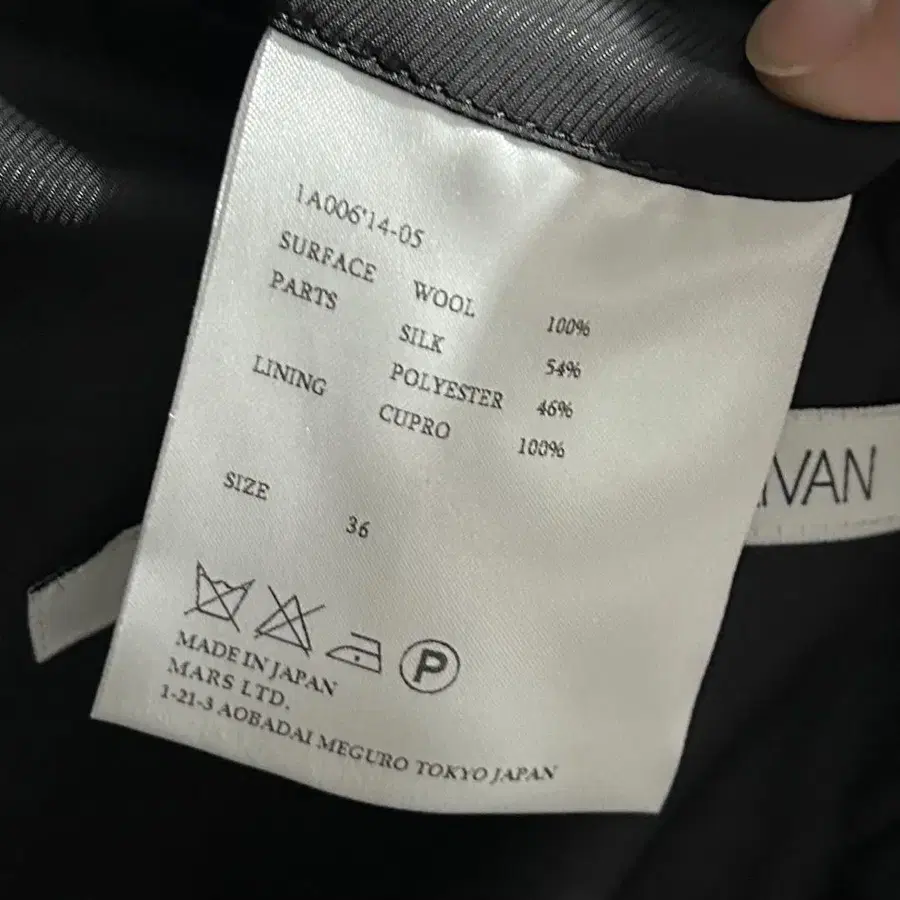 1A006'14-05
SURFACE WOOL 100%
PARTS SILK 54%
POLYESTER 46%
LINING CUPRO 100%
SIZE 36
P
MADE IN JAPAN
MARS LTD.
1-21-3 AOBADAI MEGURO TOKYO JAPAN
IVAN